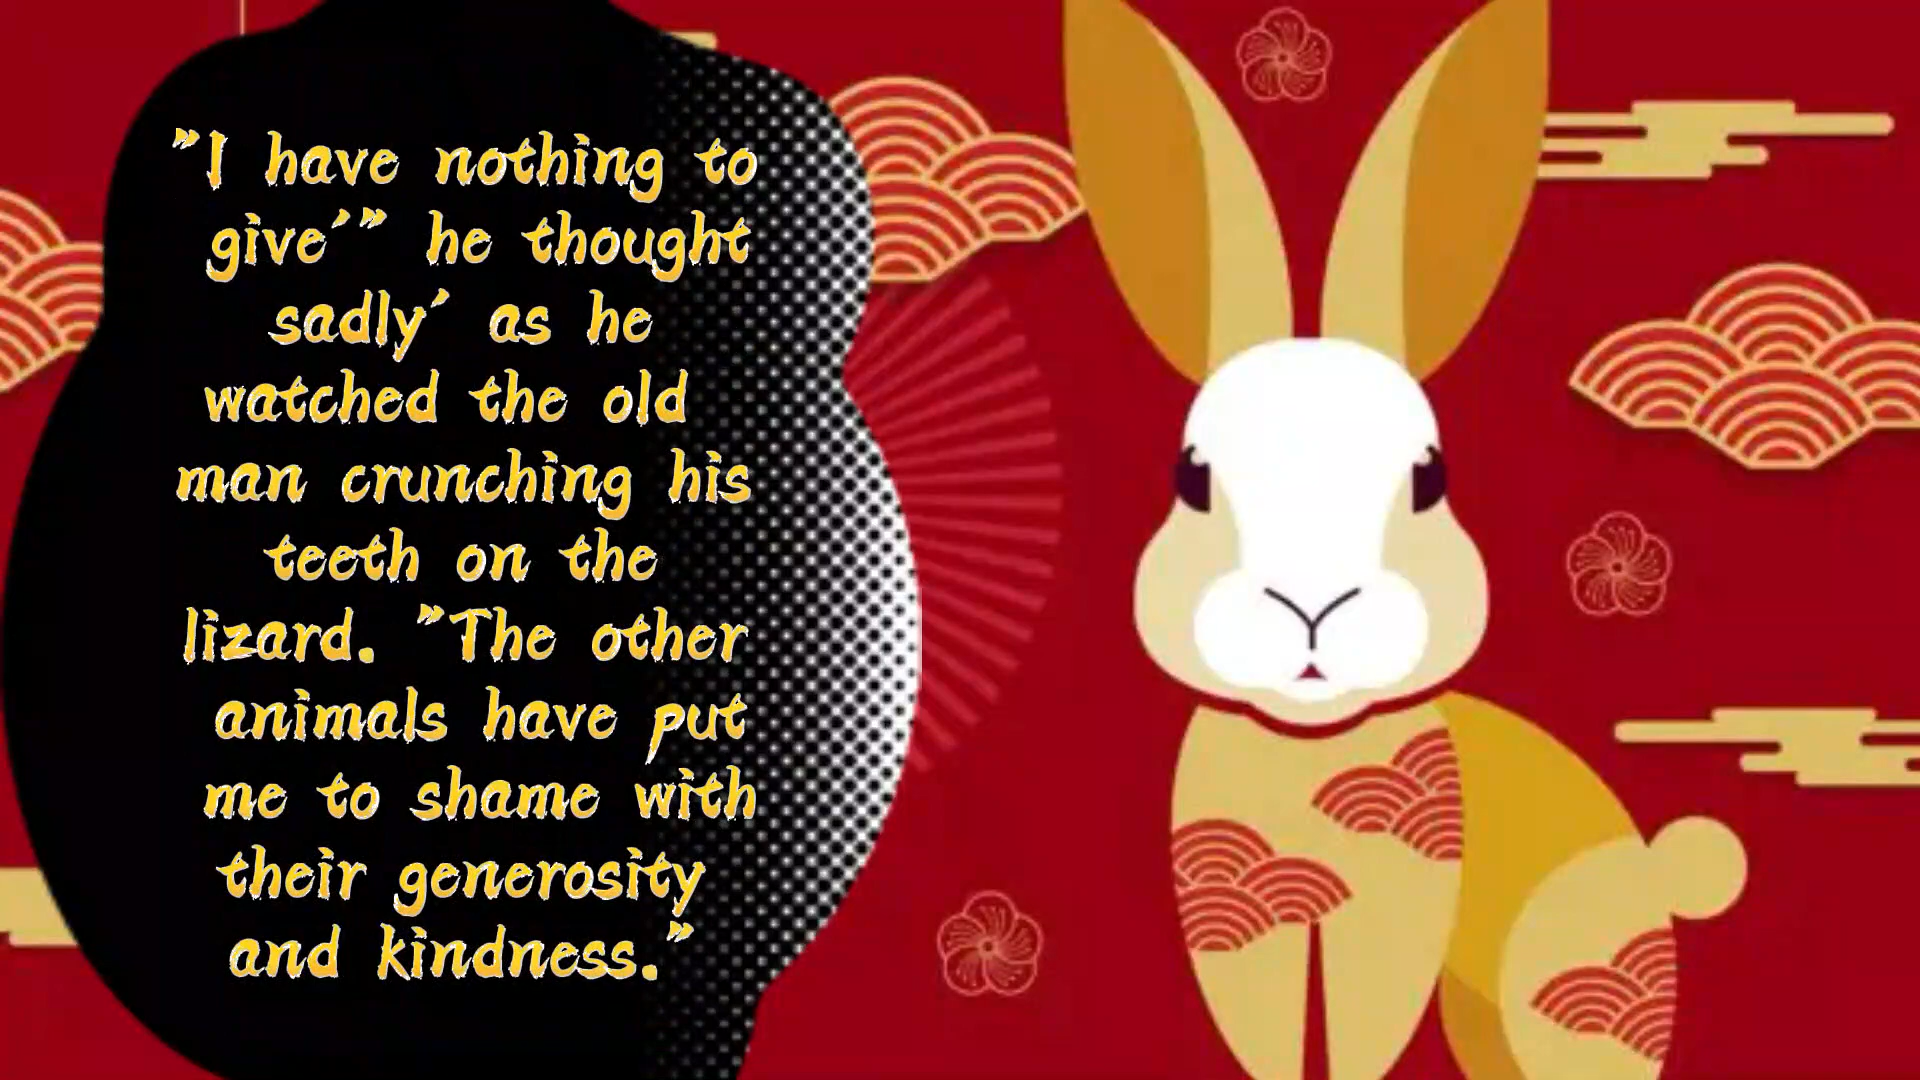 "I have nothing to
give'" he thought
sadly' as he
watched the old
man crunching his
teeth on the
lizard. "The other
animals have put
me to shame with
their generosity
and kindness."